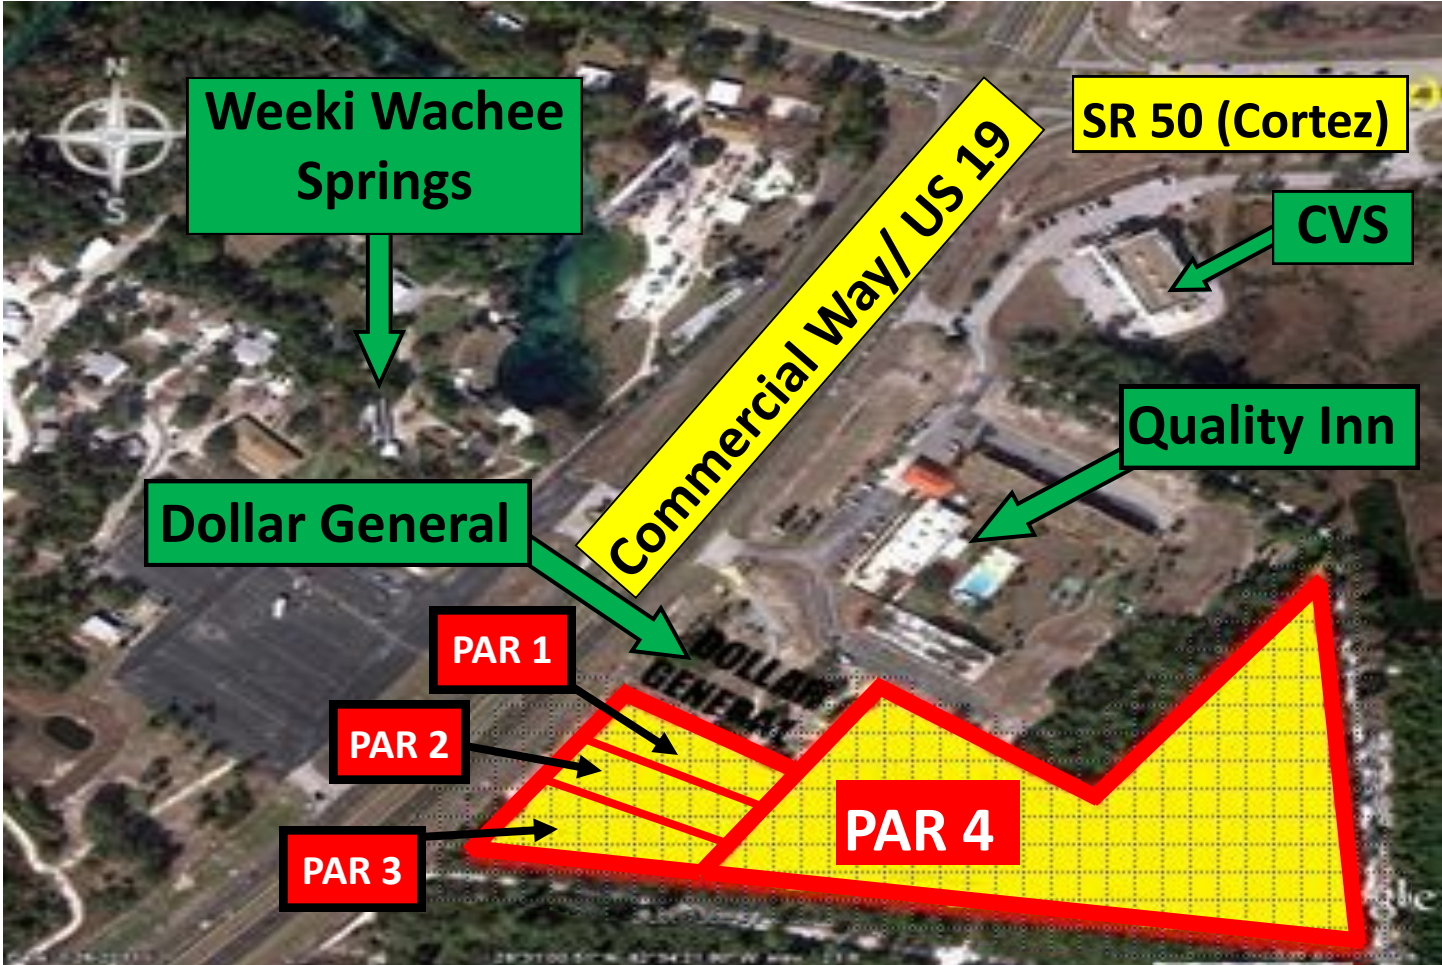 N
S
Weeki Wachee
Springs
SR 50 (Cortez)
Commercial Way/ US 19
CVS
Quality Inn
Dollar General
DOLLAR
GENERAL
PAR 1
PAR 2
PAR 3
PAR 4